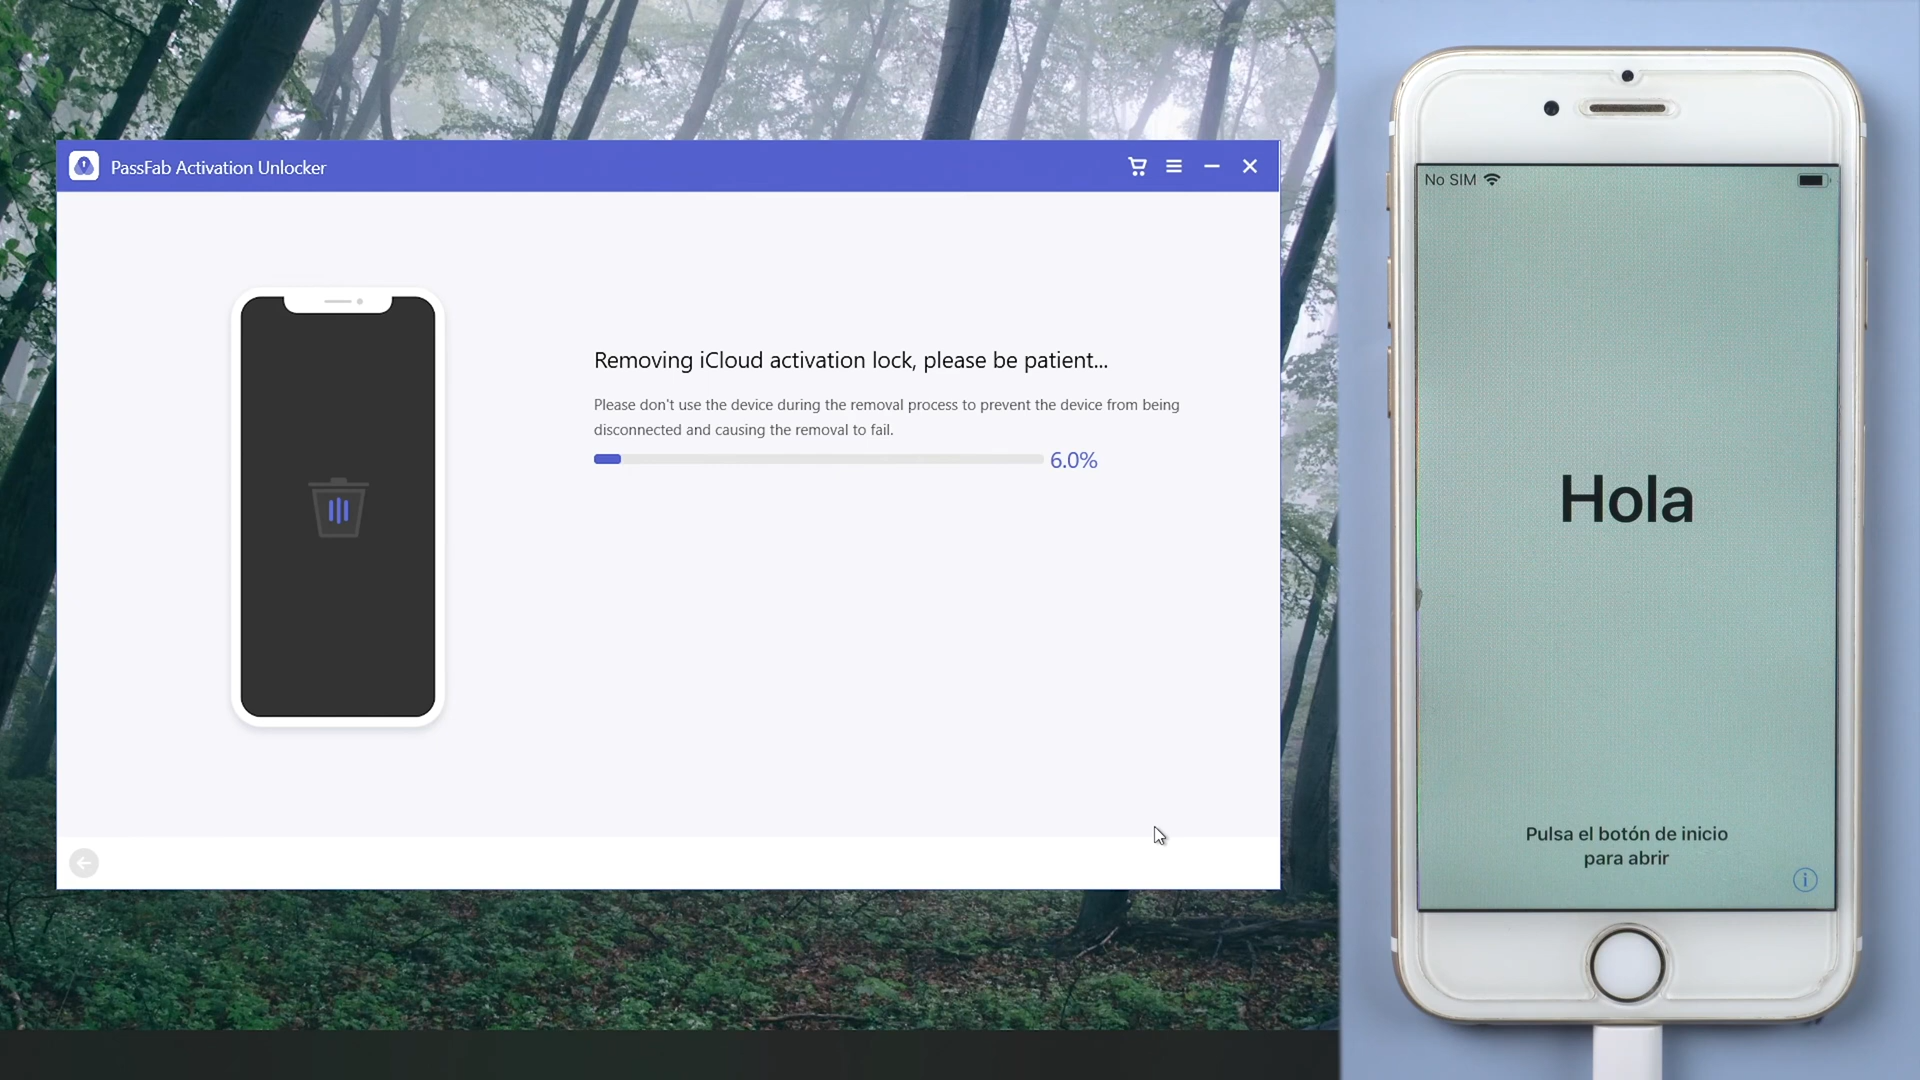 PassFab Activation Unlocker
Removing iCloud activation lock, please be patient...
Please don't use the device during the removal process to prevent the device from being
disconnected and causing the removal to fail.
6.0%
No SIM
Hola
Pulsa el botón de inicio
para abrir